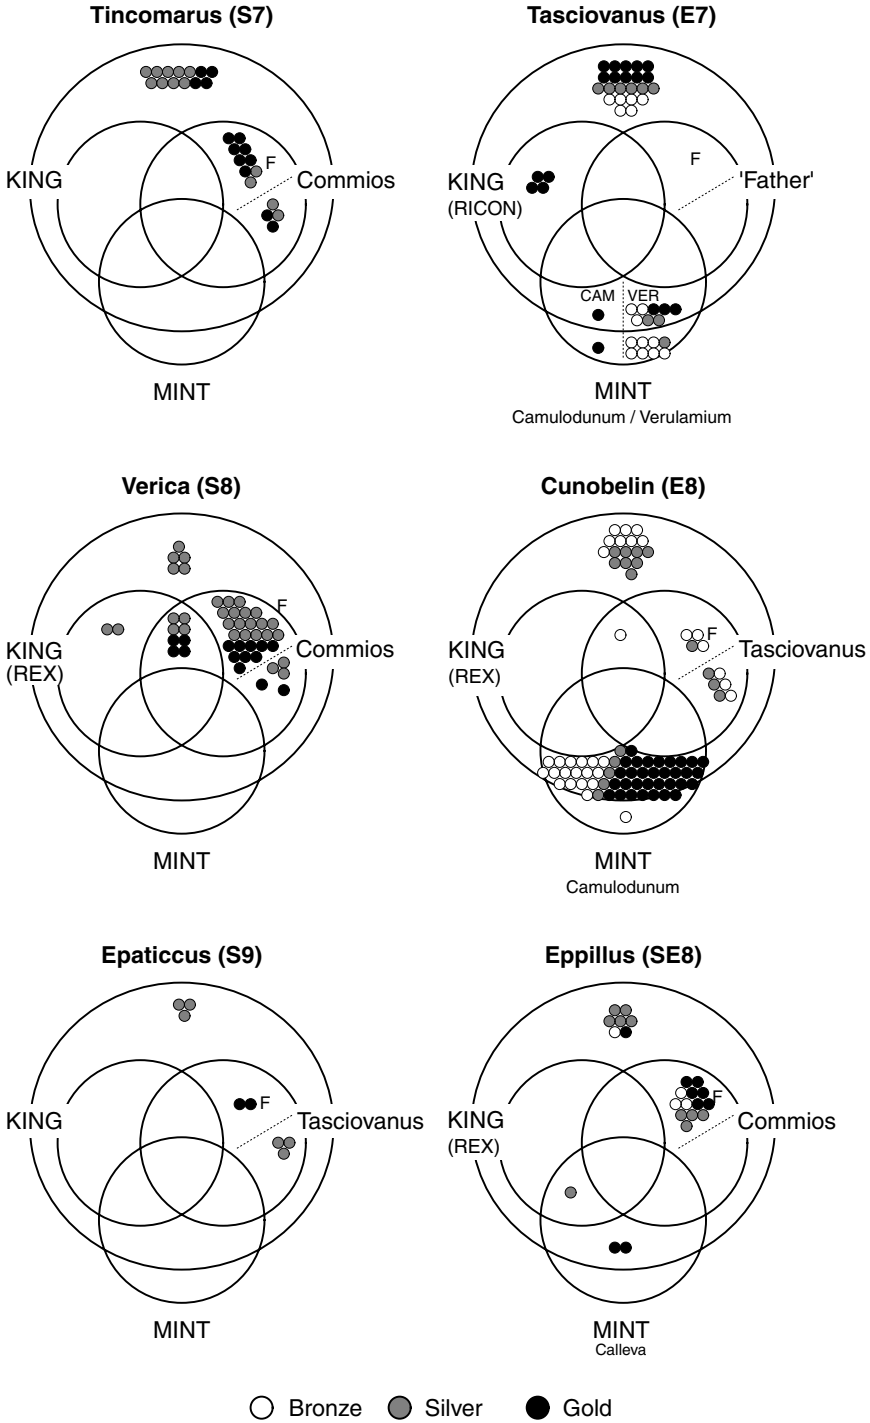 Tincomarus (S7)
KING
F
Commios
MINT
Tasciovanus (E7)
KING
(RICON)
F
'Father'
CAM
VER
MINT
Camulodunum / Verulamium
Verica (S8)
KING
(REX)
F
Commios
MINT
Cunobelin (E8)
KING
(REX)
F
Tasciovanus
MINT
Camulodunum
Epaticcus (S9)
KING
F
Tasciovanus
MINT
Eppillus (SE8)
KING
(REX)
F
Commios
MINT
Calleva
Bronze Silver Gold